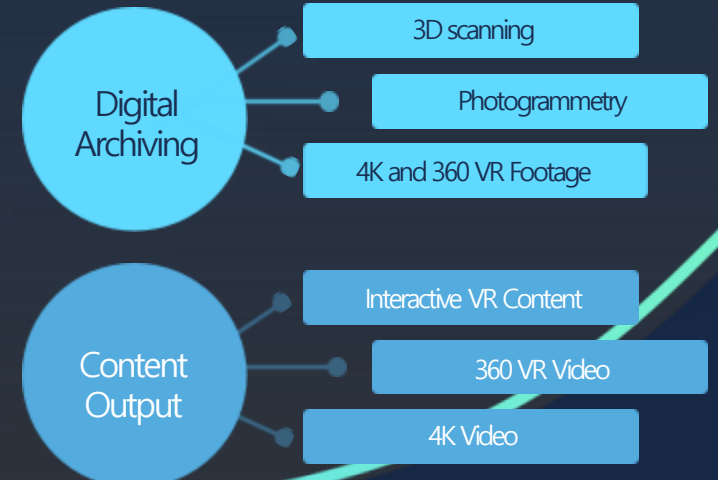 Digital
Archiving
3D scanning
Photogrammetry
4K and 360 VR Footage
Content
Output
Interactive VR Content
360 VR Video
4K Video